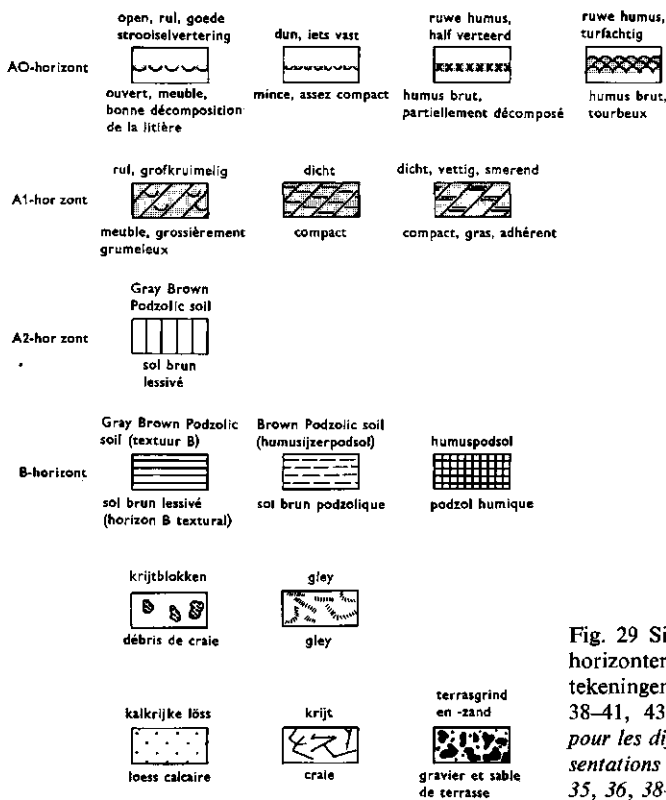 open, rul, goede
strooiselvertering
dun, iets vast
ruwe humus,
half verteerd
ruwe humus,
turfachtig
AO-horizont
ouvert, meuble,
bonne décomposition
de la litière
mince, assez compact
humus brut,
partiellement décomposé
humus brut,
tourbeux
rul, grofkruimelig
dicht
dicht, vettig, smerend
A1-hor zont
meuble, grossièrement
grumeleux
compact
compact, gras, adhérent
Gray Brown
Podzolic soil
A2-hor zont
sol brun
lessivé
Gray Brown Podzolic
soil (textuur B)
Brown Podzolic soil
(humusijzerpodsol)
humuspodsol
B-horizont
sol brun lessivé
(horizon B textural)
sol brun podzolique
podzol humique
krijtblokken
gley
débris de craie
gley
kalkrijke löss
krijt
terrasgrind
en -zand
loess calcaire
craie
gravier et sable
de terrasse
Fig. 29 Si
horizonter
tekeningen
38–41, 43
pour les di
sentations
35, 36, 38-